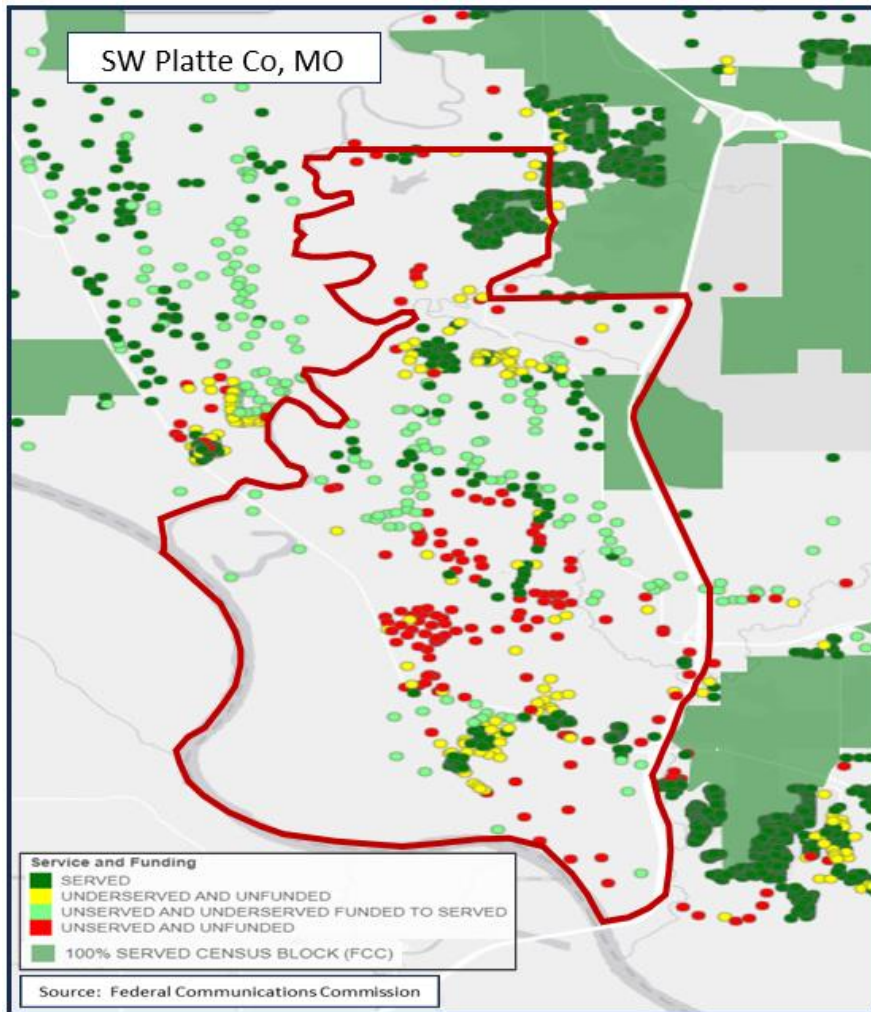 SW Platte Co, MO
Service and Funding
SERVED
UNDERSERVED AND UNFUNDED
UNSERVED AND UNDERSERVED FUNDED TO SERVED
UNSERVED AND UNFUNDED
100% SERVED CENSUS BLOCK (FCC)
Source: Federal Communications Commission